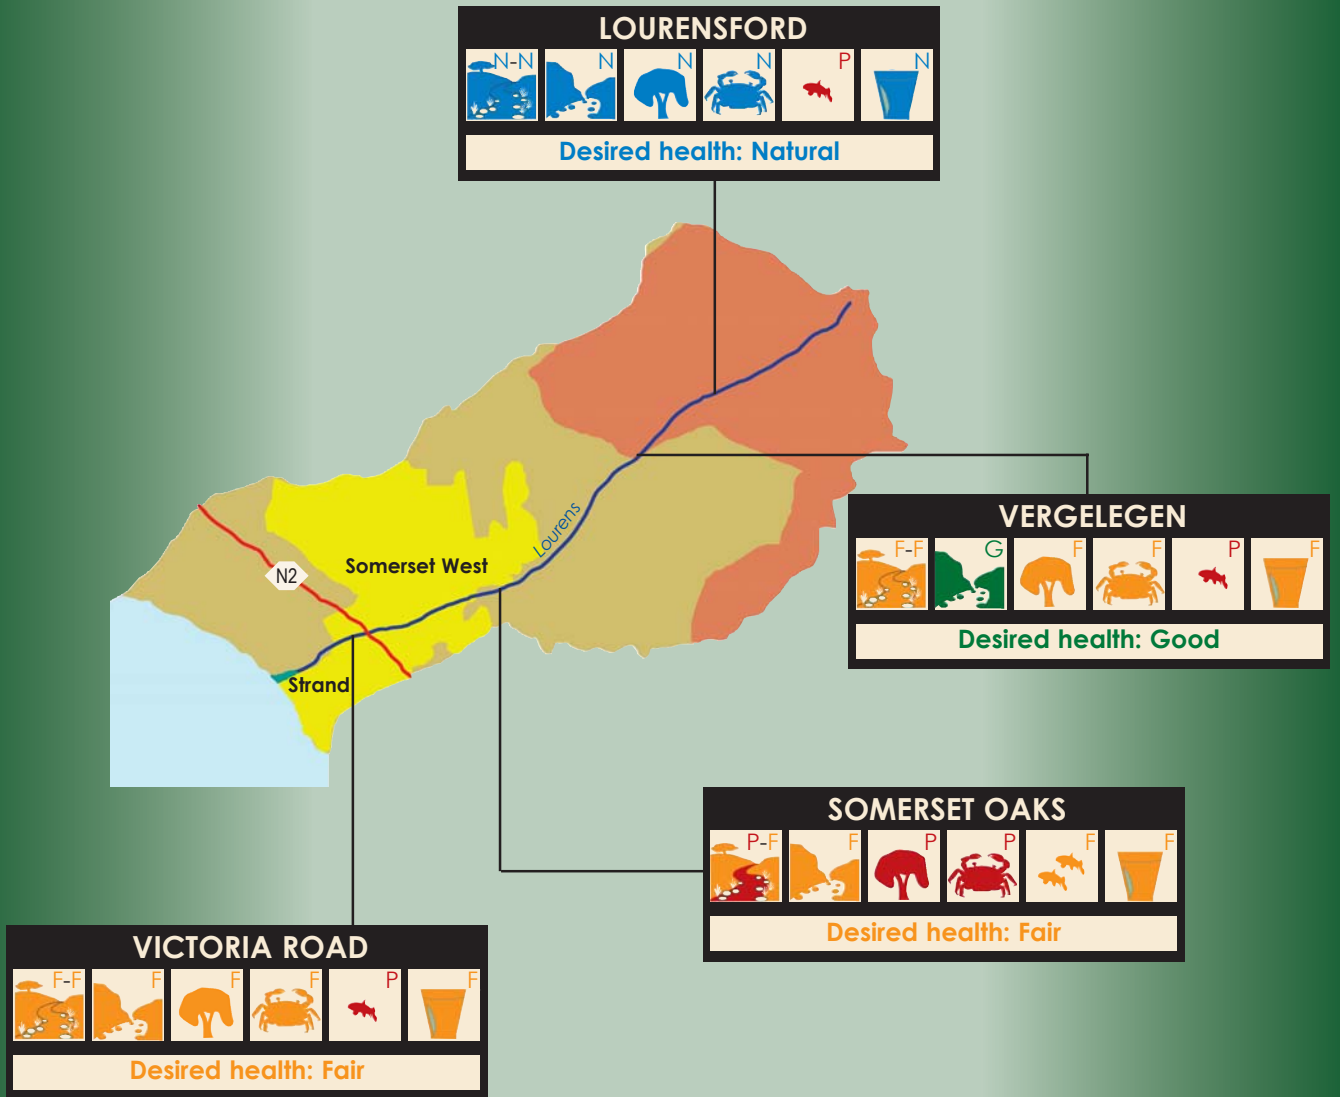 LOURENSFORD
N-N N N N P N
Desired health: Natural
Lourens
Somerset West
N2
Strand
VERGELEGEN
F-F G F F P F
Desired health: Good
SOMERSET OAKS
P-F F P P F F
Desired health: Fair
VICTORIA ROAD
F-F F F F P F
Desired health: Fair